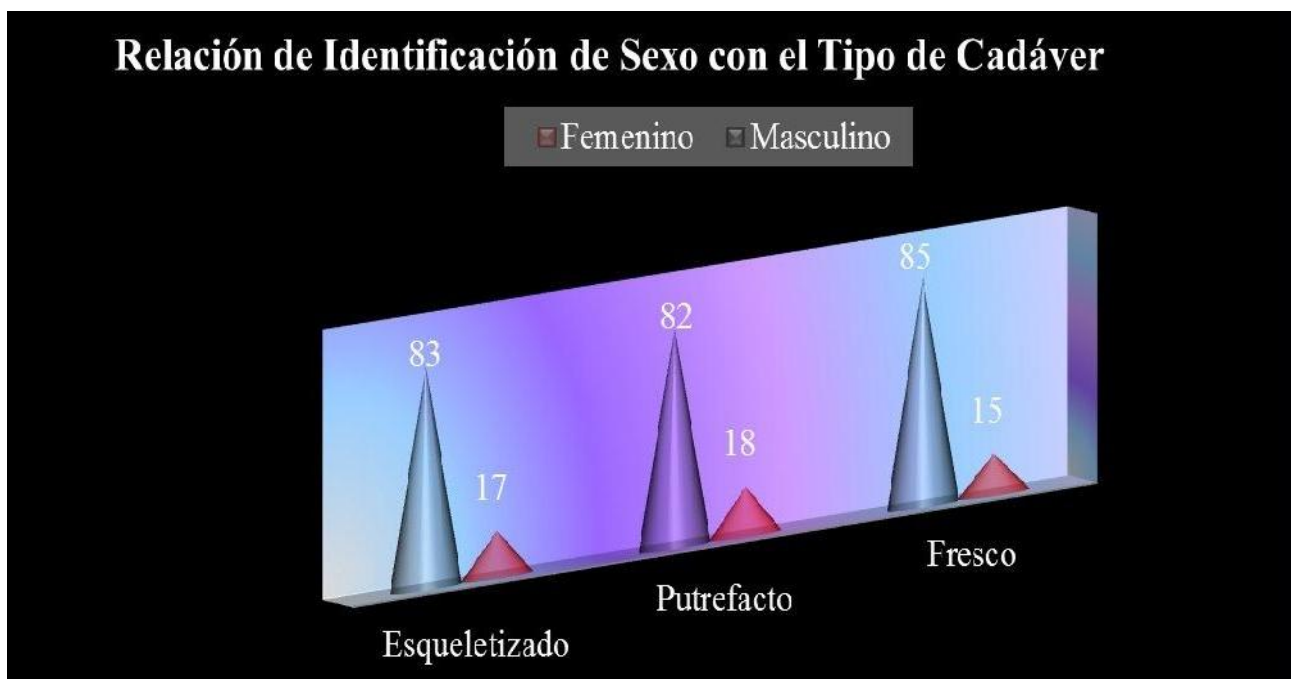 Relación de Identificación de Sexo con el Tipo de Cadáver
Femenino Masculino
83
17
82
18
85
15
Esqueletizado
Putrefacto
Fresco